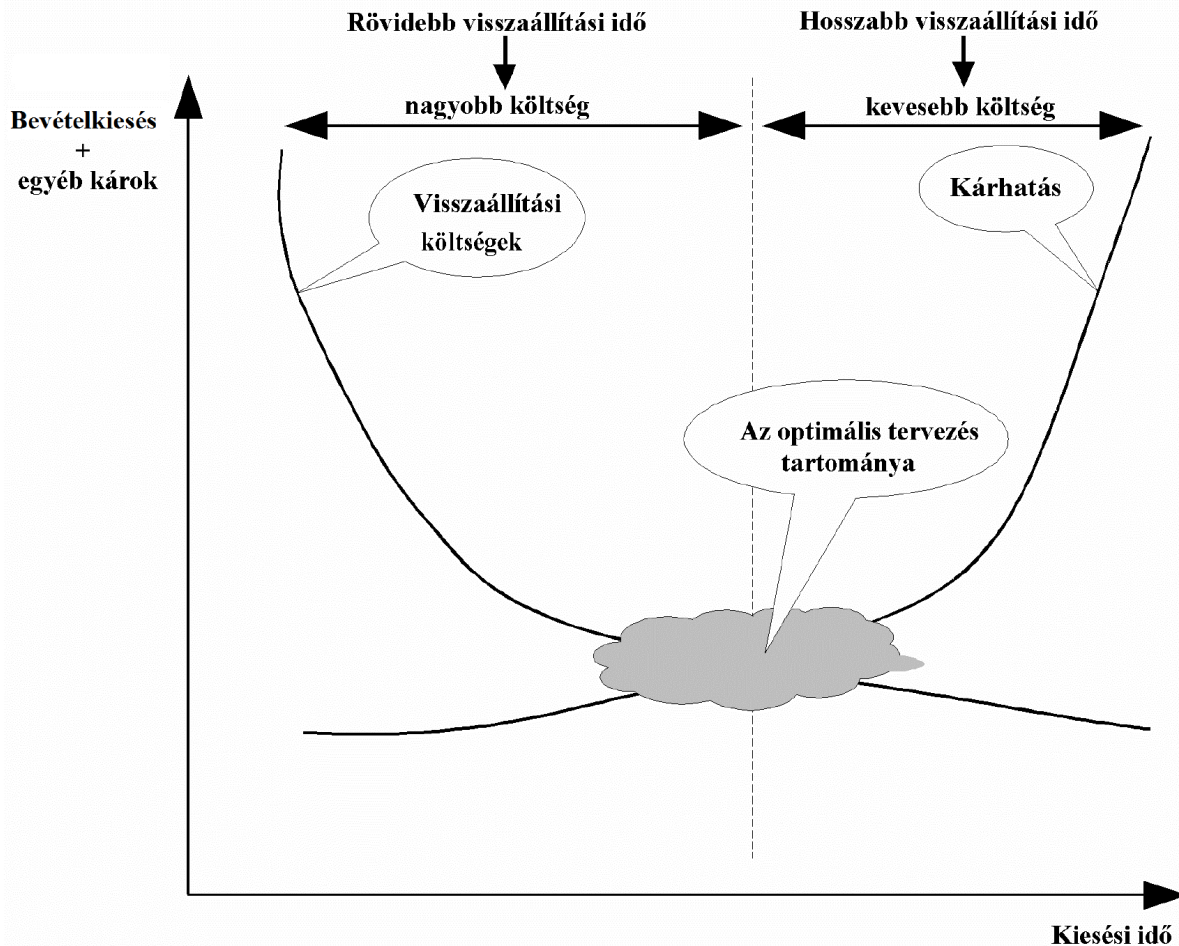 Rövidebb visszaállítási idő
Hosszabb visszaállítási idő
nagyobb költség
kevesebb költség
Bevételkiesés
+
egyéb károk
Visszaállítási
költségek
Kárhatás
Az optimális tervezés
tartománya
Kiesési idő